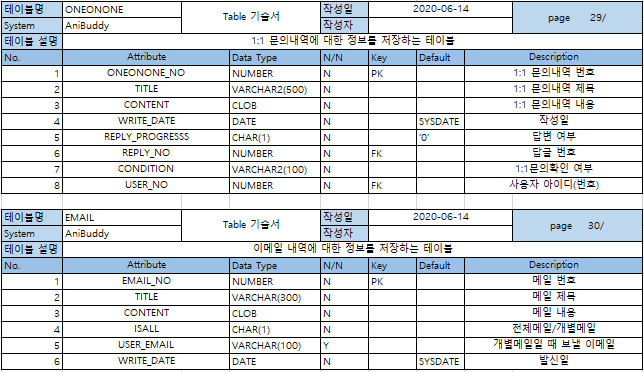 테이블명 ONEONONE Table 기술서 작성일 2020-06-14 page 29/
System AniBuddy 작성자
테이블 설명 1:1 문의내역에 대한 정보를 저장하는 테이블
No. Attribute Data Type N/N Key Default Description
1 ONEONONE_NO NUMBER N PK 1:1 문의내역 번호
2 TITLE VARCHAR2(500) N 1:1 문의내역 제목
3 CONTENT CLOB N 1:1 문의내역 내용
4 WRITE_DATE DATE N SYSDATE 작성일
5 REPLY_PROGRESSS CHAR(1) N '0' 답변 여부
6 REPLY_NO NUMBER N FK 답글 번호
7 CONDITION VARCHAR2(100) N 1:1문의확인 여부
8 USER_NO NUMBER N FK 사용자 아이디(번호)
테이블명 EMAIL Table 기술서 작성일 2020-06-14 page 30/
System AniBuddy 작성자
테이블 설명 이메일 내역에 대한 정보를 저장하는 테이블
No. Attribute Data Type N/N Key Default Description
1 EMAIL_NO NUMBER N PK 메일 번호
2 TITLE VARCHAR(300) N 메일 제목
3 CONTENT CLOB N 메일 내용
4 ISALL CHAR(1) N 전체메일/개별메일
5 USER_EMAIL VARCHAR(100) Y 개별메일일 때 보낼 이메일
6 WRITE_DATE DATE N SYSDATE 발신일